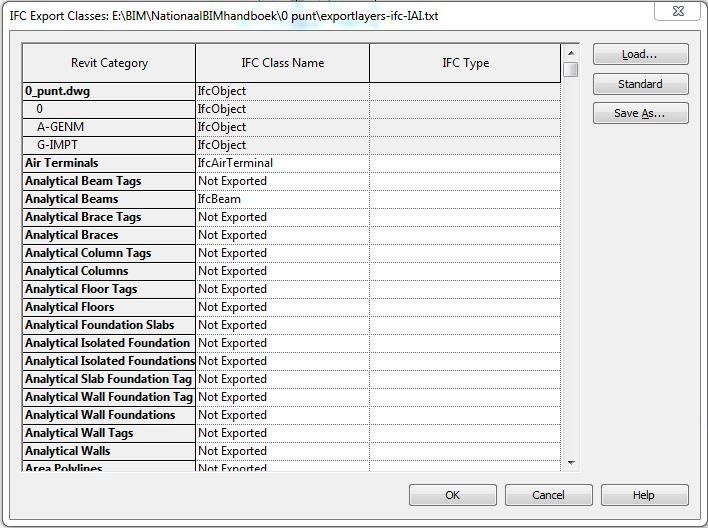 IFC Export Classes: E:\BIM\NationaalBIMhandboek\0 punt\exportlayers-ifc-IAI.txt
Revit Category IFC Class Name IFC Type
0_punt.dwg IfcObject
0 IfcObject
A-GENM IfcObject
G-IMPT IfcObject
Air Terminals IfcAirTerminal
Analytical Beam Tags Not Exported
Analytical Beams IfcBeam
Analytical Brace Tags Not Exported
Analytical Braces Not Exported
Analytical Column Tags Not Exported
Analytical Columns Not Exported
Analytical Floor Tags Not Exported
Analytical Floors Not Exported
Analytical Foundation Slabs Not Exported
Analytical Isolated Foundation Not Exported
Analytical Isolated Foundations Not Exported
Analytical Slab Foundation Tag Not Exported
Analytical Wall Foundation Tag Not Exported
Analytical Wall Foundations Not Exported
Analytical Wall Tags Not Exported
Analytical Walls Not Exported
Area Polylines Not Exported
Load...
Standard
Save As...
OK Cancel Help